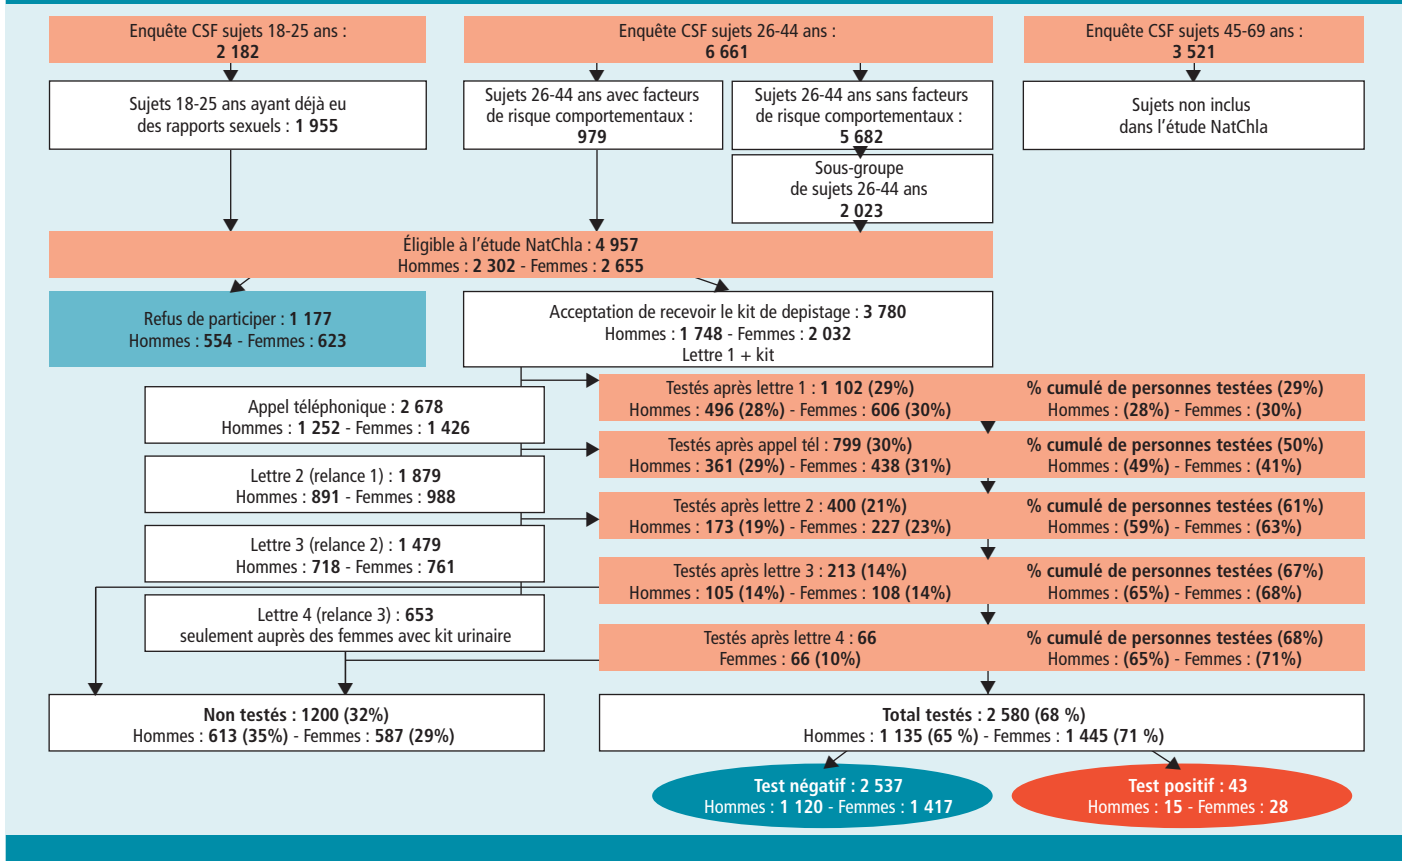 Enquête CSF sujets 18-25 ans :
2 182
Enquête CSF sujets 26-44 ans :
6 661
Enquête CSF sujets 45-69 ans :
3 521
Sujets 18-25 ans ayant déjà eu
des rapports sexuels : 1 955
Sujets 26-44 ans avec facteurs
de risque comportementaux :
979
Sujets 26-44 ans sans facteurs
de risque comportementaux :
5 682
Sujets non inclus
dans l'étude NatChla
Sous-groupe
de sujets 26-44 ans
2 023
Éligible à l'étude NatChla : 4 957
Hommes : 2 302 - Femmes : 2 655
Refus de participer : 1 177
Hommes : 554 - Femmes : 623
Acceptation de recevoir le kit de depistage : 3 780
Hommes : 1 748 - Femmes : 2 032
Lettre 1 + kit
Testés après lettre 1 : 1 102 (29%)
Hommes : 496 (28%) - Femmes : 606 (30%)
% cumulé de personnes testées (29%)
Hommes : (28%) - Femmes : (30%)
Appel téléphonique : 2 678
Hommes : 1 252 - Femmes : 1 426
Testés après appel tél : 799 (30%)
Hommes : 361 (29%) - Femmes : 438 (31%)
% cumulé de personnes testées (50%)
Hommes : (49%) - Femmes : (41%)
Lettre 2 (relance 1) : 1 879
Hommes : 891 - Femmes : 988
Testés après lettre 2 : 400 (21%)
Hommes : 173 (19%) - Femmes : 227 (23%)
% cumulé de personnes testées (61%)
Hommes : (59%) - Femmes : (63%)
Lettre 3 (relance 2) : 1 479
Hommes : 718 - Femmes : 761
Testés après lettre 3 : 213 (14%)
Hommes : 105 (14%) - Femmes : 108 (14%)
% cumulé de personnes testées (67%)
Hommes : (65%) - Femmes : (68%)
Lettre 4 (relance 3) : 653
seulement auprès des femmes avec kit urinaire
Testés après lettre 4 : 66
Femmes : 66 (10%)
% cumulé de personnes testées (68%)
Hommes : (65%) - Femmes : (71%)
Non testés : 1200 (32%)
Hommes : 613 (35%) - Femmes : 587 (29%)
Total testés : 2 580 (68 %)
Hommes : 1 135 (65 %) - Femmes : 1 445 (71 %)
Test négatif : 2 537
Hommes : 1 120 - Femmes : 1 417
Test positif : 43
Hommes : 15 - Femmes : 28